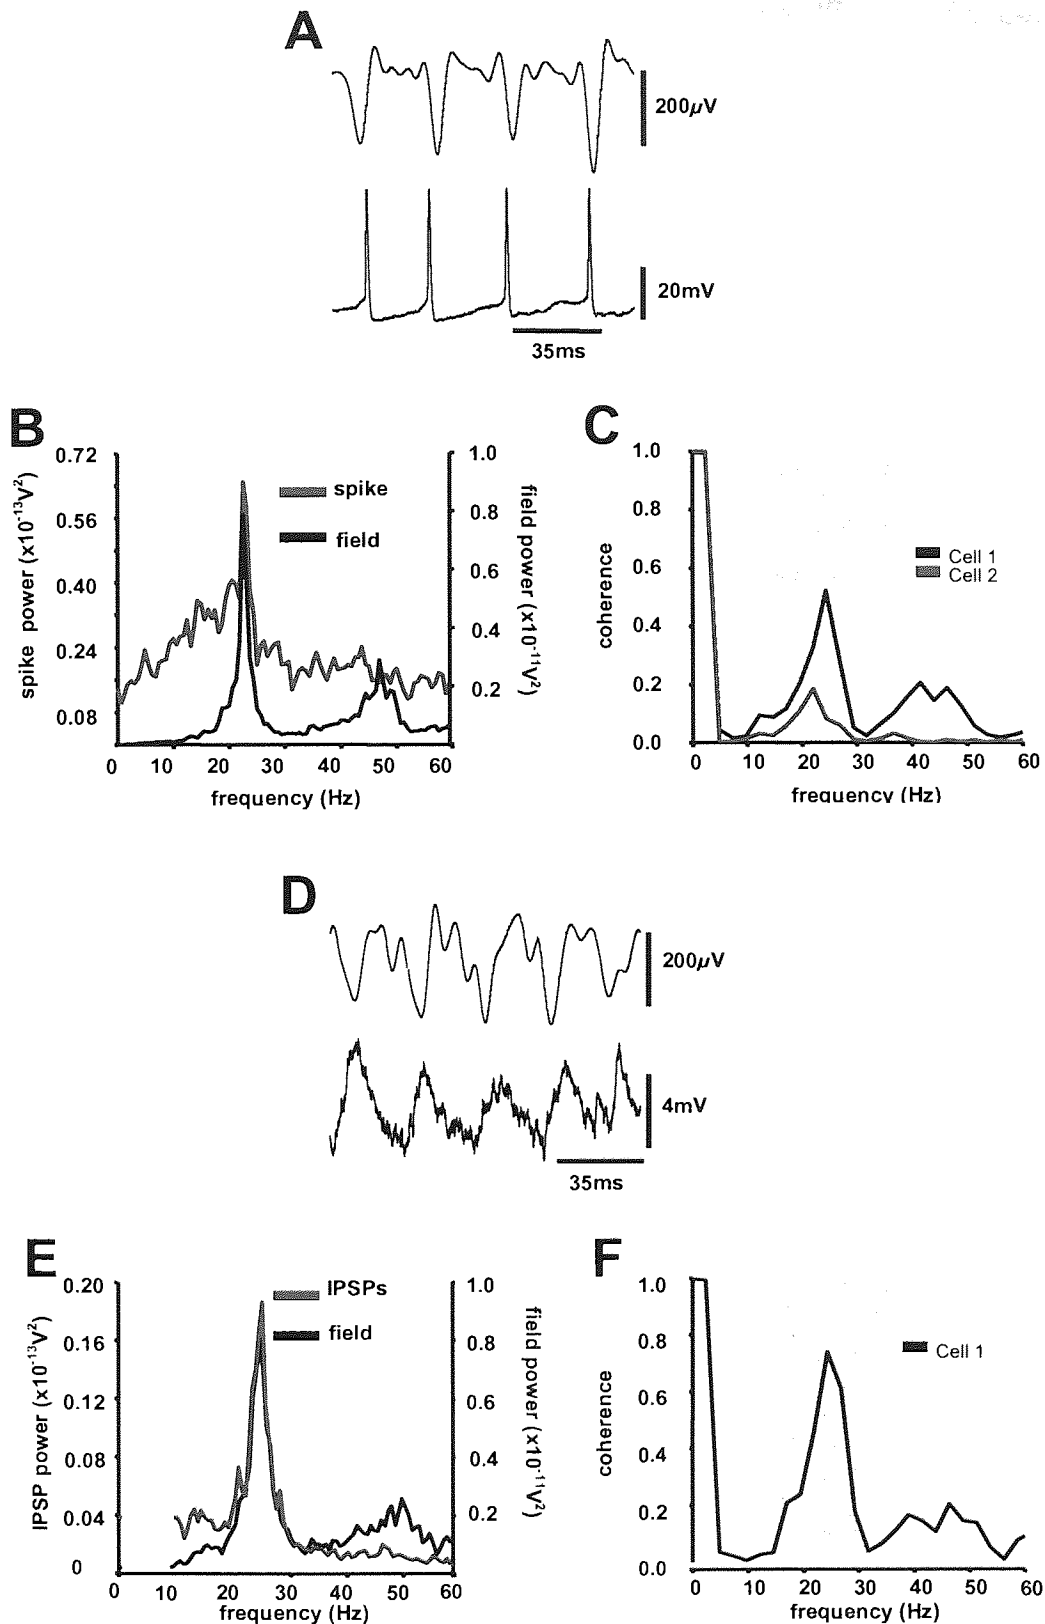 A
200µV
20mV
35ms
B
0.72
0.56
0.40
0.24
0.08
spike power (x10⁻¹³V²)
1.0
0.8
0.6
0.4
0.2
field power (x10⁻¹¹V²)
spike
field
0 10 20 30 40 50 60
frequency (Hz)
C
1.0
0.8
0.6
0.4
0.2
0.0
coherence
Cell 1
Cell 2
0 10 20 30 40 50 60
frequency (Hz)
D
200µV
4mV
35ms
E
0.20
0.16
0.12
0.08
0.04
0
IPSP power (x10⁻¹³V²)
1.0
0.8
0.6
0.4
0.2
field power (x10⁻¹¹V²)
IPSPs
field
0 10 20 30 40 50 60
frequency (Hz)
F
1.0
0.8
0.6
0.4
0.2
0.0
coherence
Cell 1
0 10 20 30 40 50 60
frequency (Hz)